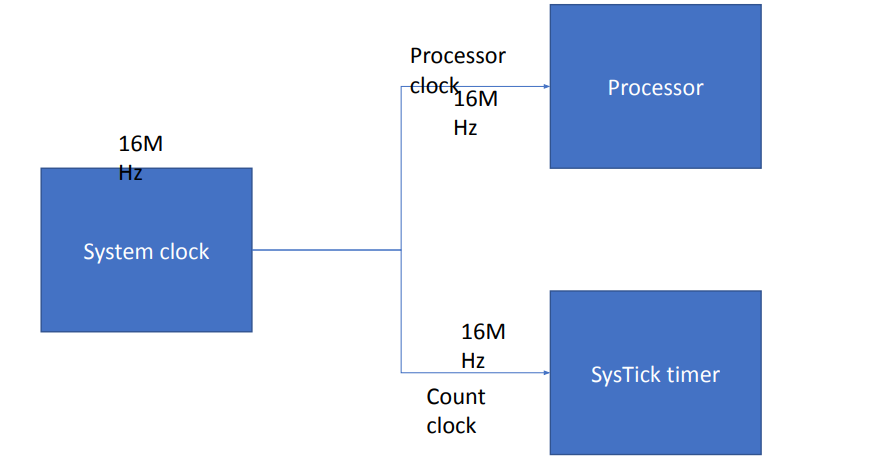 Processor
clock
16M
Hz
Processor
16M
Hz
System clock
16M
Hz
SysTick timer
Count
clock